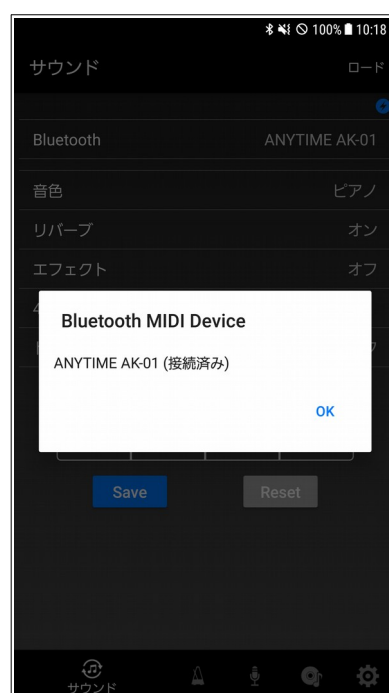 100% 10:18
サウンド ロード
Bluetooth ANYTIME AK-01
音色 ピアノ
リバーブ オン
エフェクト オフ
Bluetooth MIDI Device
ANYTIME AK-01 (接続済み)
OK
Save Reset
サウンド